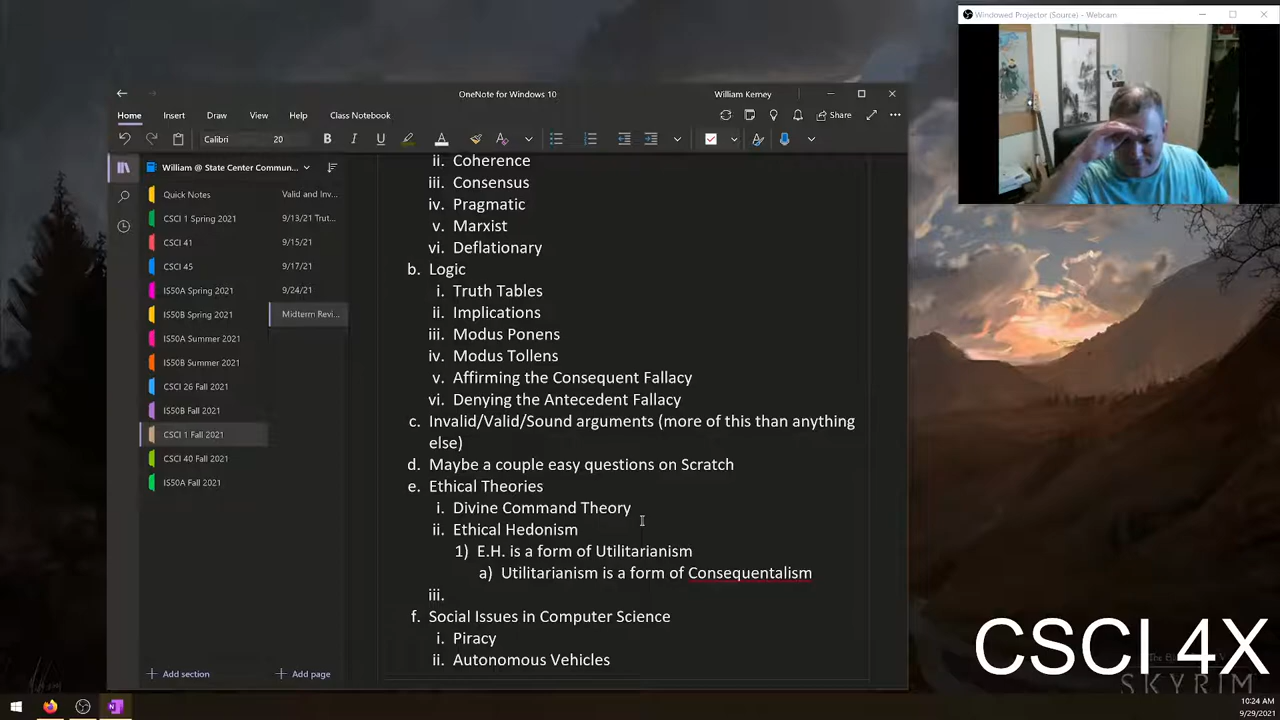 Windowed Projector (Source) - Webcam
OneNote for Windows 10
William Kerney
Home Insert Draw View Help Class Notebook
Share
Calibri 20
William @ State Center Commun...
Quick Notes
CSCI 1 Spring 2021
CSCI 41
CSCI 45
IS50A Spring 2021
IS50B Spring 2021
IS50A Summer 2021
IS50B Summer 2021
CSCI 26 Fall 2021
IS50B Fall 2021
CSCI 1 Fall 2021
CSCI 40 Fall 2021
IS50A Fall 2021
Add section
Valid and Inv...
9/13/21 Trut...
9/15/21
9/17/21
9/24/21
Midterm Revi...
Add page
ii. Coherence
iii. Consensus
iv. Pragmatic
v. Marxist
vi. Deflationary
b. Logic
i. Truth Tables
ii. Implications
iii. Modus Ponens
iv. Modus Tollens
v. Affirming the Consequent Fallacy
vi. Denying the Antecedent Fallacy
c. Invalid/Valid/Sound arguments (more of this than anything
else)
d. Maybe a couple easy questions on Scratch
e. Ethical Theories
i. Divine Command Theory
ii. Ethical Hedonism
1) E.H. is a form of Utilitarianism
a) Utilitarianism is a form of Consequentalism
iii.
f. Social Issues in Computer Science
i. Piracy
ii. Autonomous Vehicles
CSCI 4X
SKYRIM
10:24 AM
9/29/2021